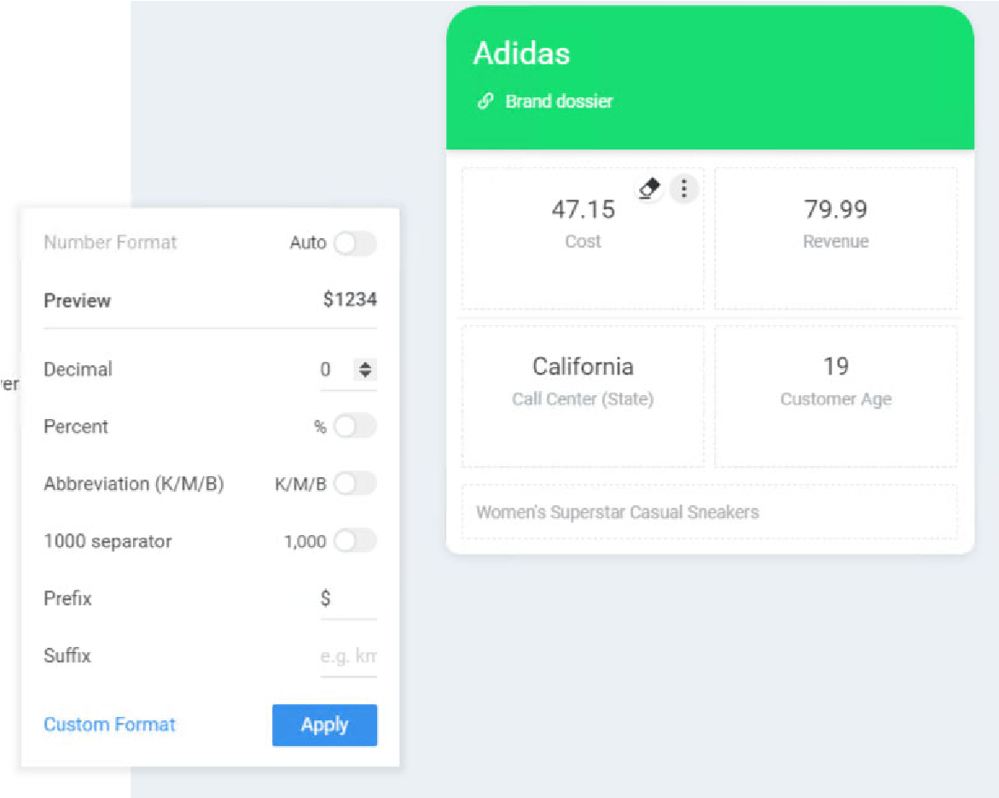 Adidas
Brand dossier
47.15
Cost
79.99
Revenue
California
Call Center (State)
19
Customer Age
Women's Superstar Casual Sneakers
Number Format Auto
Preview $1234
Decimal 0
Percent %
Abbreviation (K/M/B) K/M/B
1000 separator 1,000
Prefix $
Suffix e.g. km
Custom Format Apply